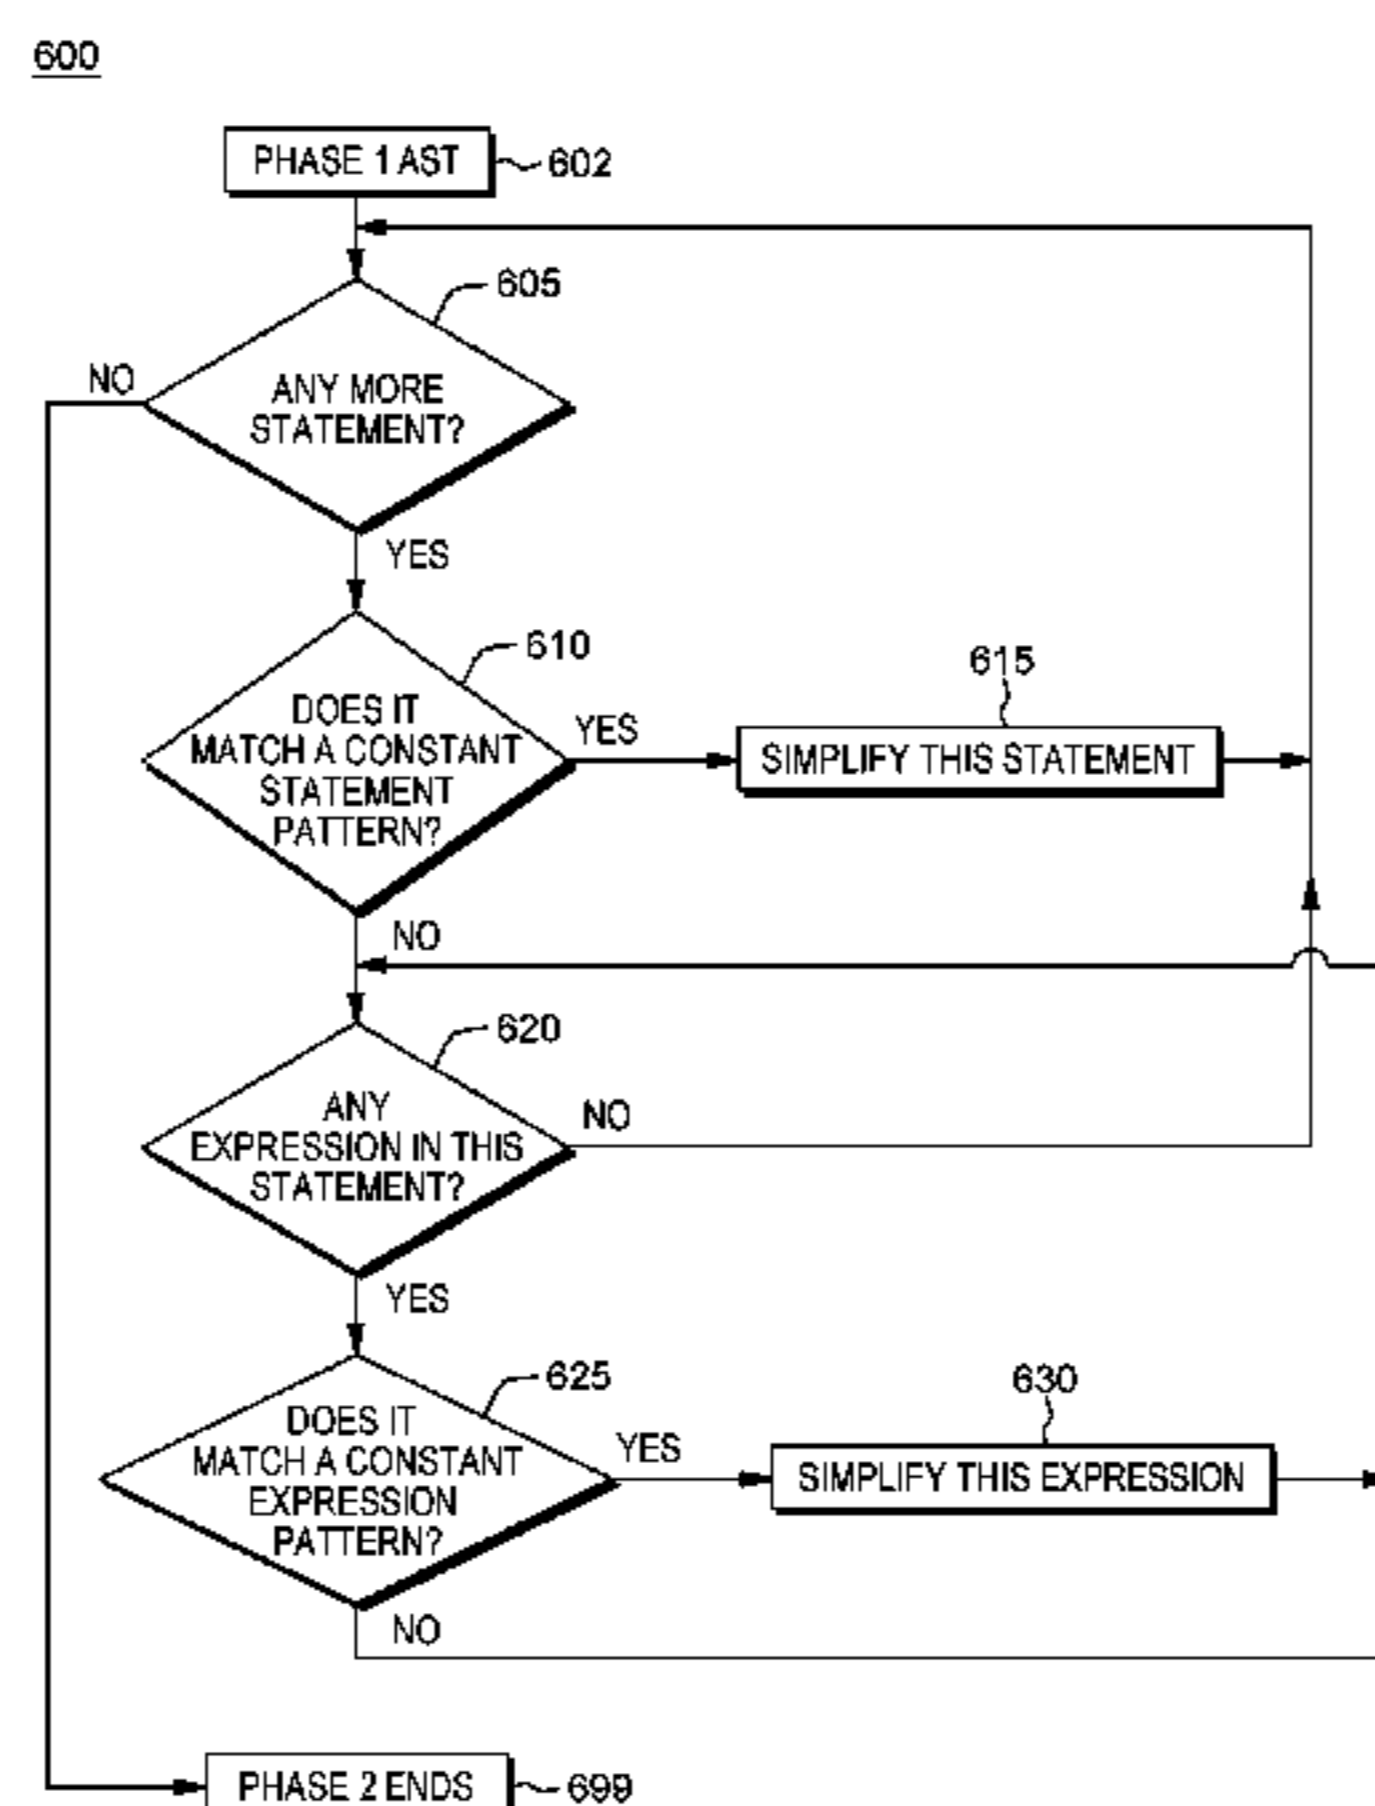 600
PHASE 1 AST
602
605
NO
ANY MORE
STATEMENT?
YES
610
DOES IT
MATCH A CONSTANT
STATEMENT
PATTERN?
YES
615
SIMPLIFY THIS STATEMENT
NO
620
ANY
EXPRESSION IN THIS
STATEMENT?
NO
YES
625
DOES IT
MATCH A CONSTANT
EXPRESSION
PATTERN?
YES
630
SIMPLIFY THIS EXPRESSION
NO
PHASE 2 ENDS
699